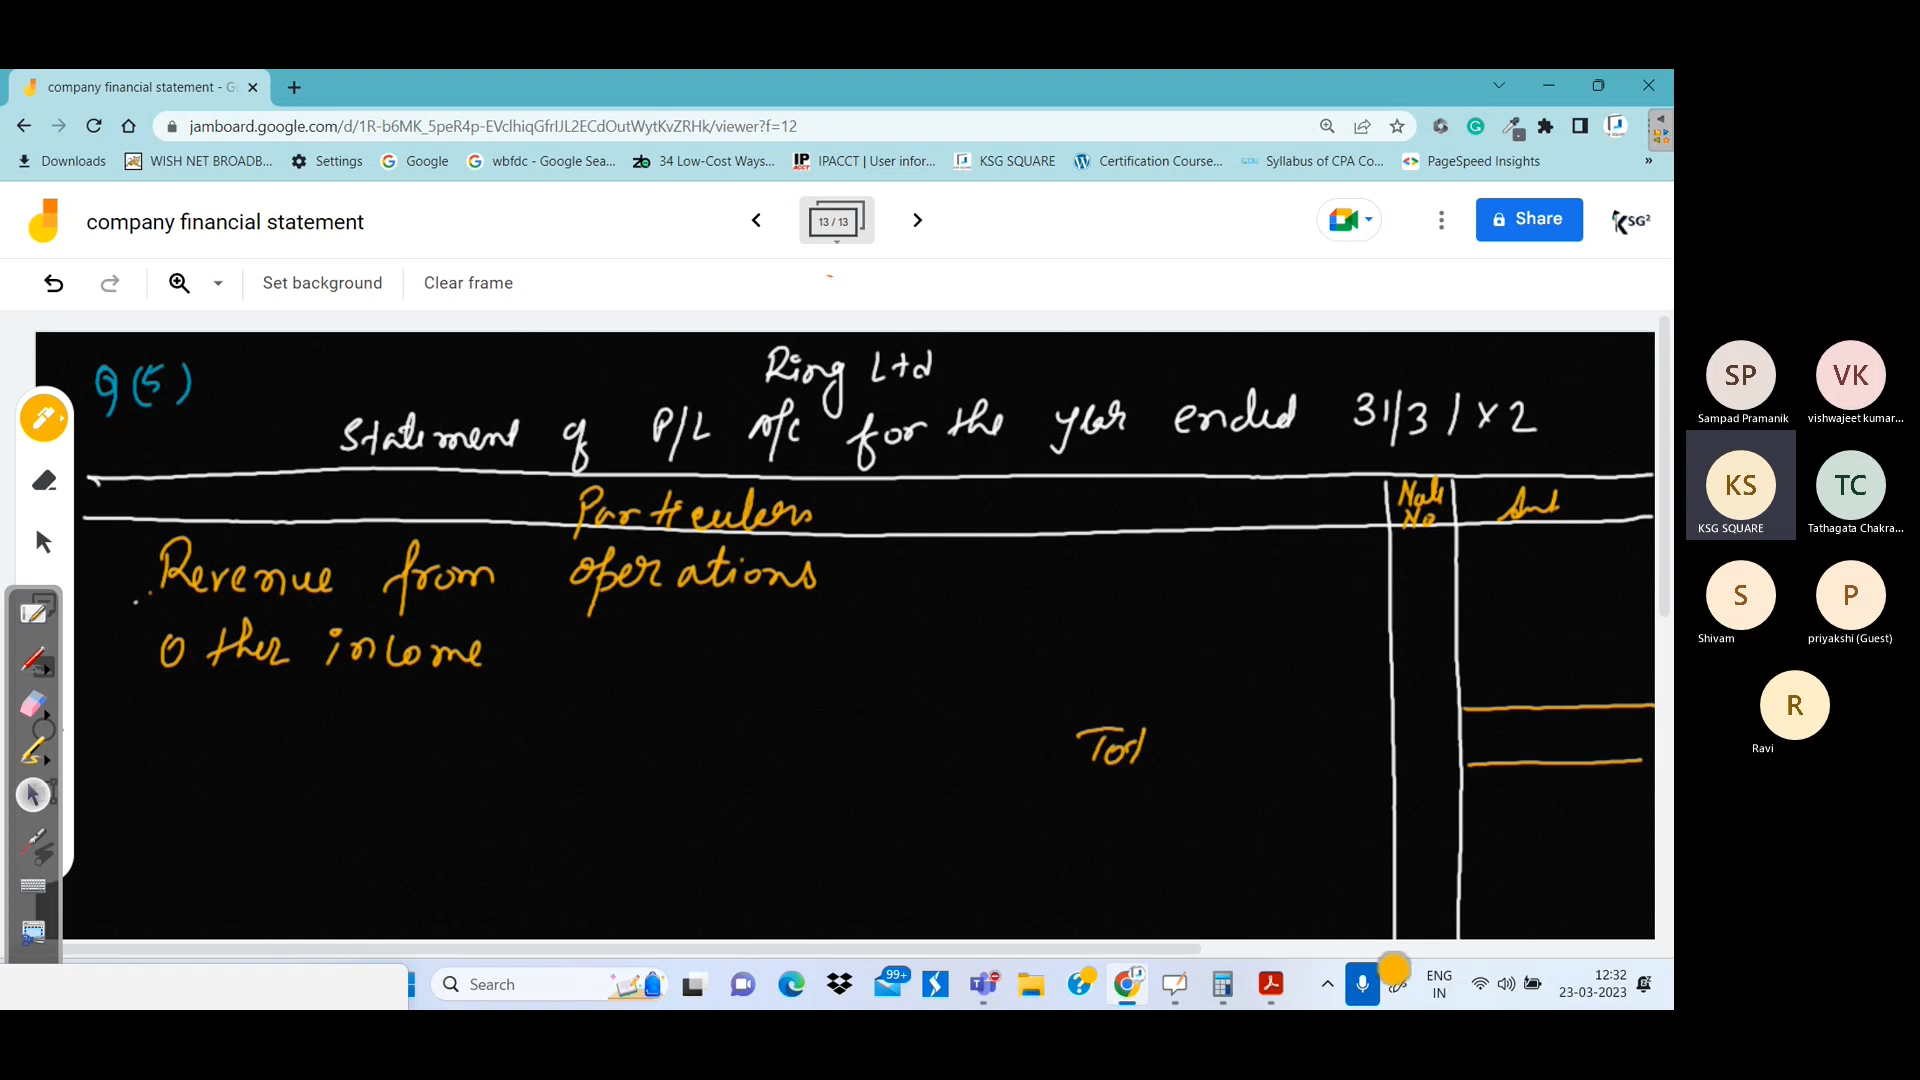 company financial statement - G
jamboard.google.com/d/1R-b6MK_5peR4p-EVclhiqGfrIJL2ECdOutWytKvZRHk/viewer?f=12
Downloads WISH NET BROADB... Settings Google wbfdc - Google Sea... 34 Low-Cost Ways... IPACCT | User infor... KSG SQUARE Certification Course... Syllabus of CPA Co... PageSpeed Insights »
company financial statement 13 / 13 Share KSG²
Set background Clear frame
Q (5)
Ring Ltd
Statement of P/L A/c for the year ended 31/3/X2
Particulers Note No Amt
Revenue from operations
Other income
Tot
SP VK
Sampad Pramanik vishwajeet kumar...
KS TC
KSG SQUARE Tathagata Chakra...
S P
Shivam priyakshi (Guest)
R
Ravi
Search 99+ ENG IN 12:32
23-03-2023